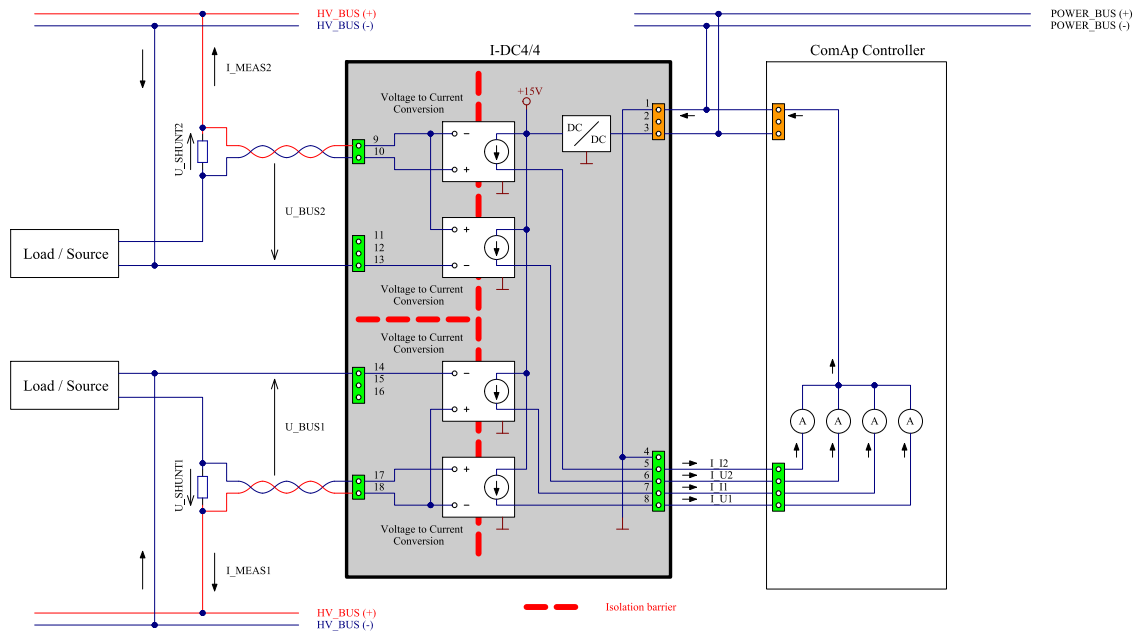 HV_BUS (+)
HV_BUS (-)
POWER_BUS (+)
POWER_BUS (-)
I-DC4/4
ComAp Controller
I_MEAS2
Voltage to Current
Conversion
+15V
DC
DC
1
2
3
U_SHUNT2
9
10
-
+
U_BUS2
11
12
13
+
-
Load / Source
Voltage to Current
Conversion
Voltage to Current
Conversion
14
15
16
-
+
Load / Source
U_BUS1
A
A
A
A
4
5
6
7
8
I_I2
I_U2
I_I1
I_U1
U_SHUNT1
17
18
+
-
Voltage to Current
Conversion
I_MEAS1
HV_BUS (+)
HV_BUS (-)
Isolation barrier